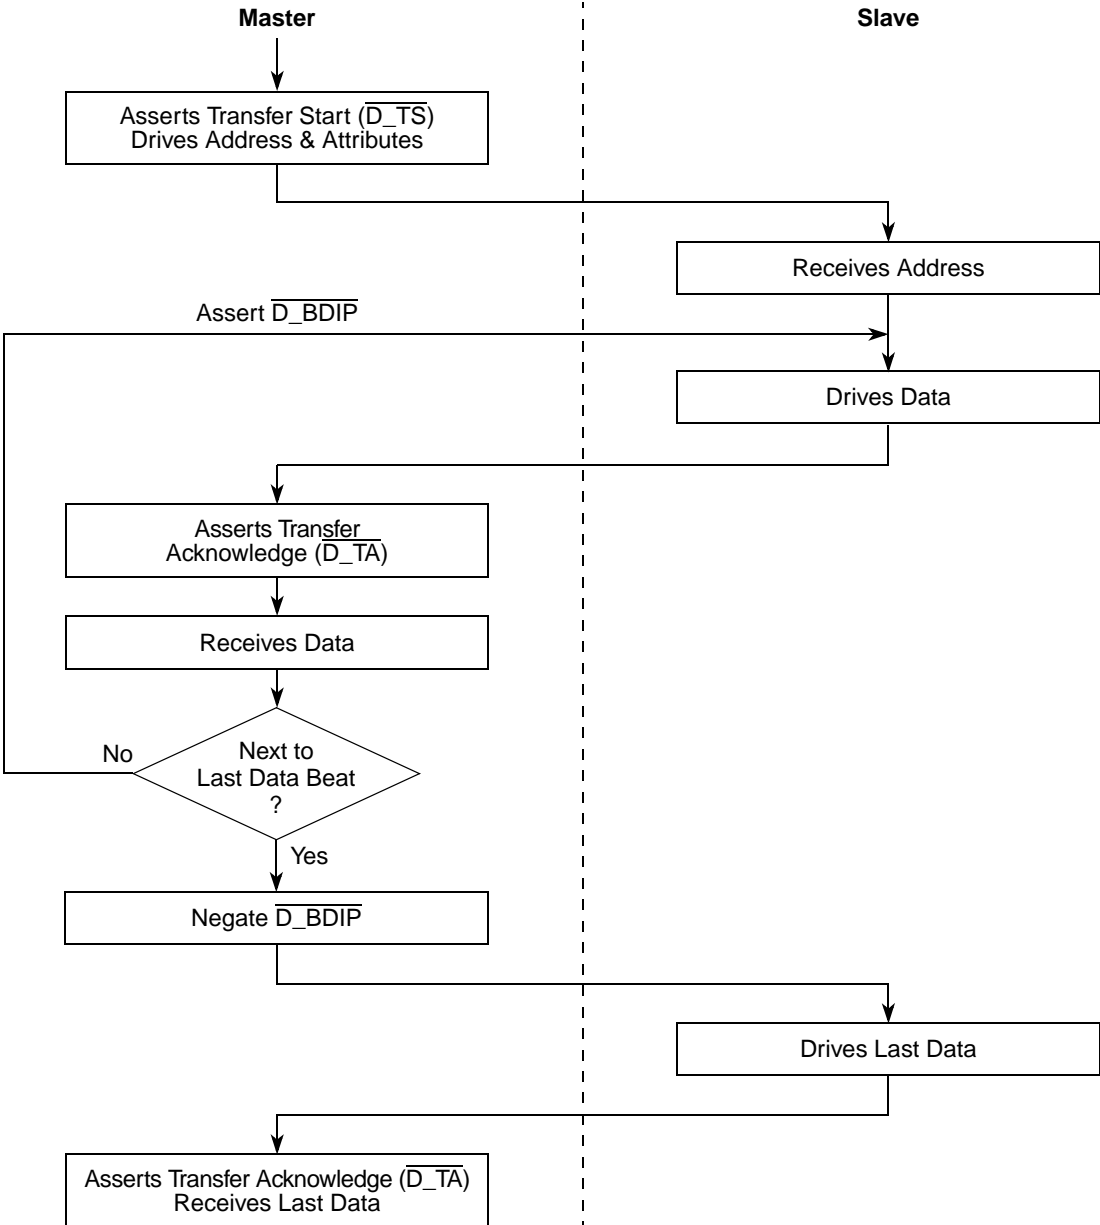 Master
Slave
Asserts Transfer Start (D_TS)
Drives Address & Attributes
Receives Address
Assert D_BDIP
Drives Data
Asserts Transfer
Acknowledge (D_TA)
Receives Data
No
Next to
Last Data Beat
?
Yes
Negate D_BDIP
Drives Last Data
Asserts Transfer Acknowledge (D_TA)
Receives Last Data